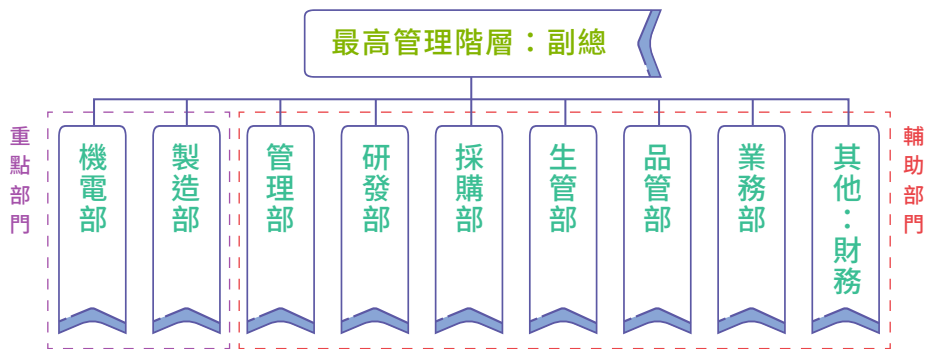 最高管理階層：副總
重點部門
機電部
製造部
管理部
研發部
採購部
生管部
品管部
業務部
其他：財務
輔助部門